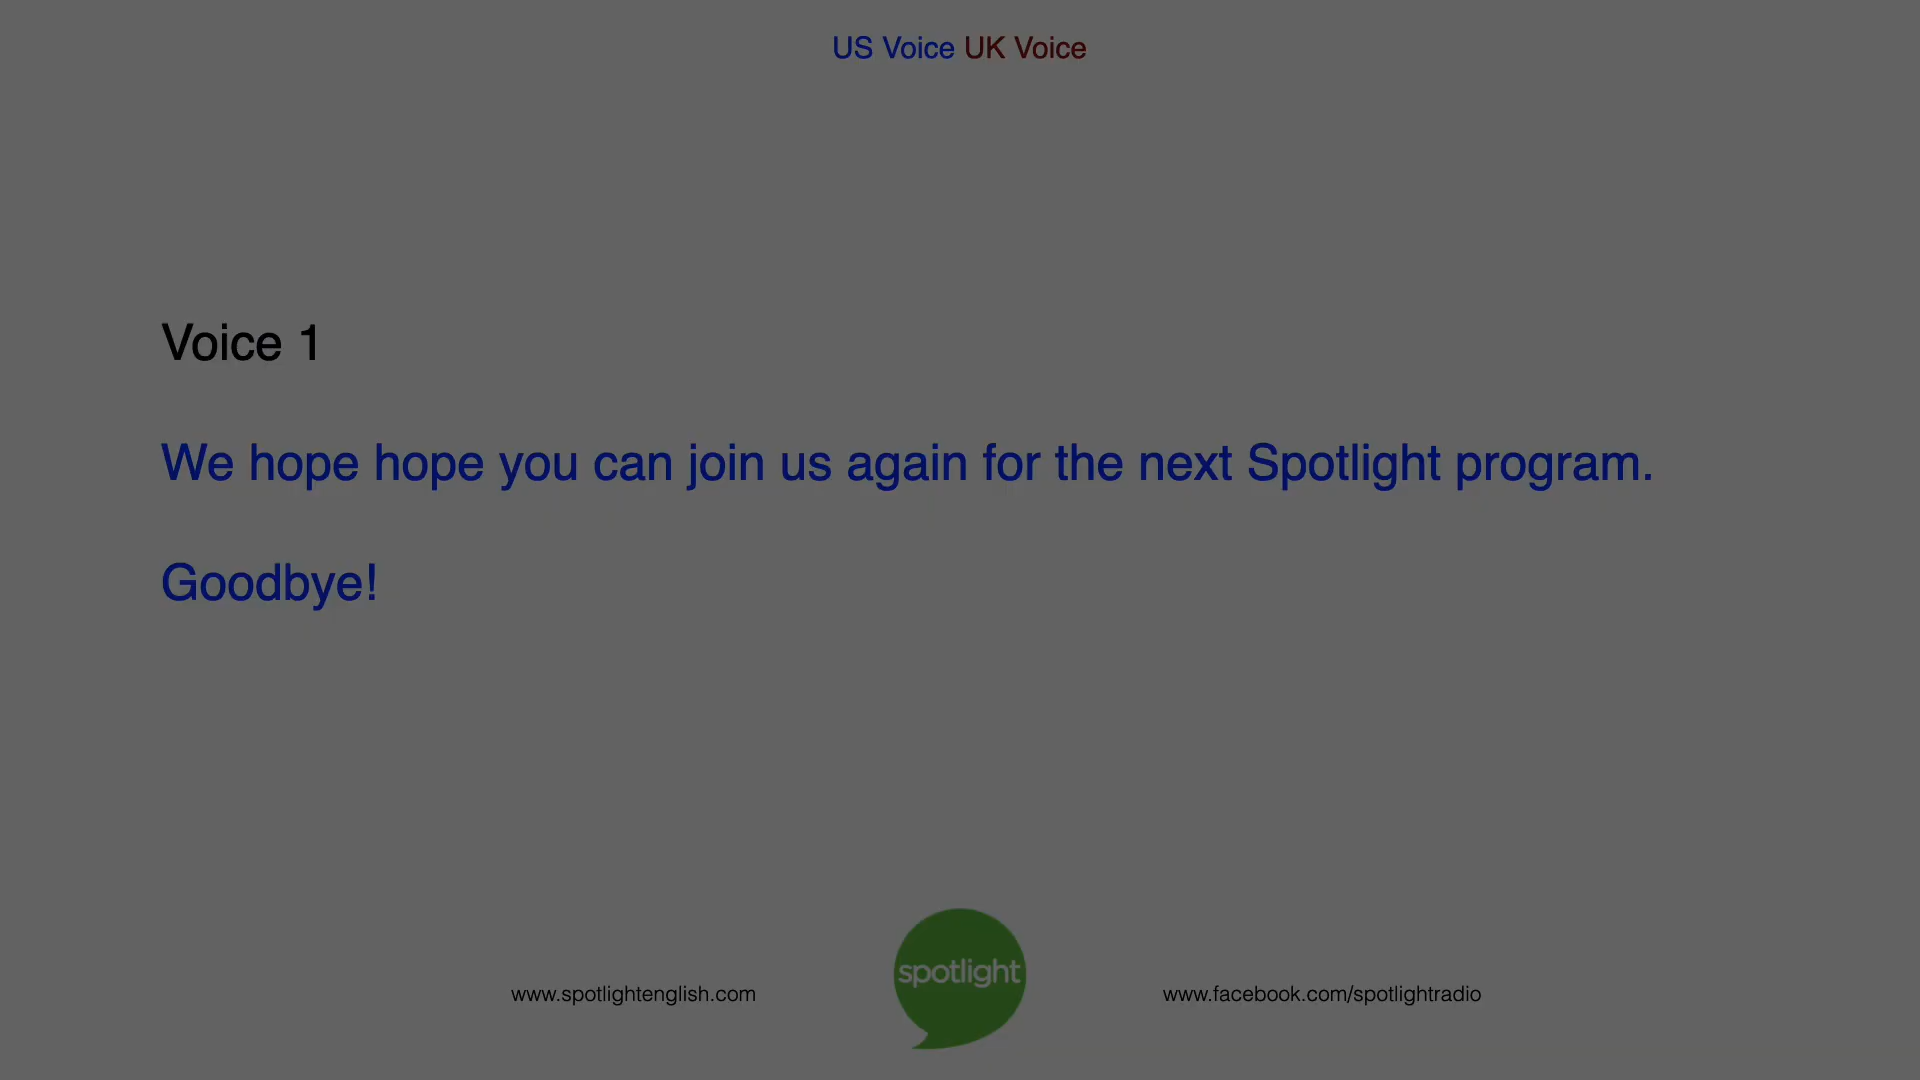 US Voice UK Voice
Voice 1
We hope hope you can join us again for the next Spotlight program.
Goodbye!
spotlight
www.spotlightenglish.com
www.facebook.com/spotlightradio